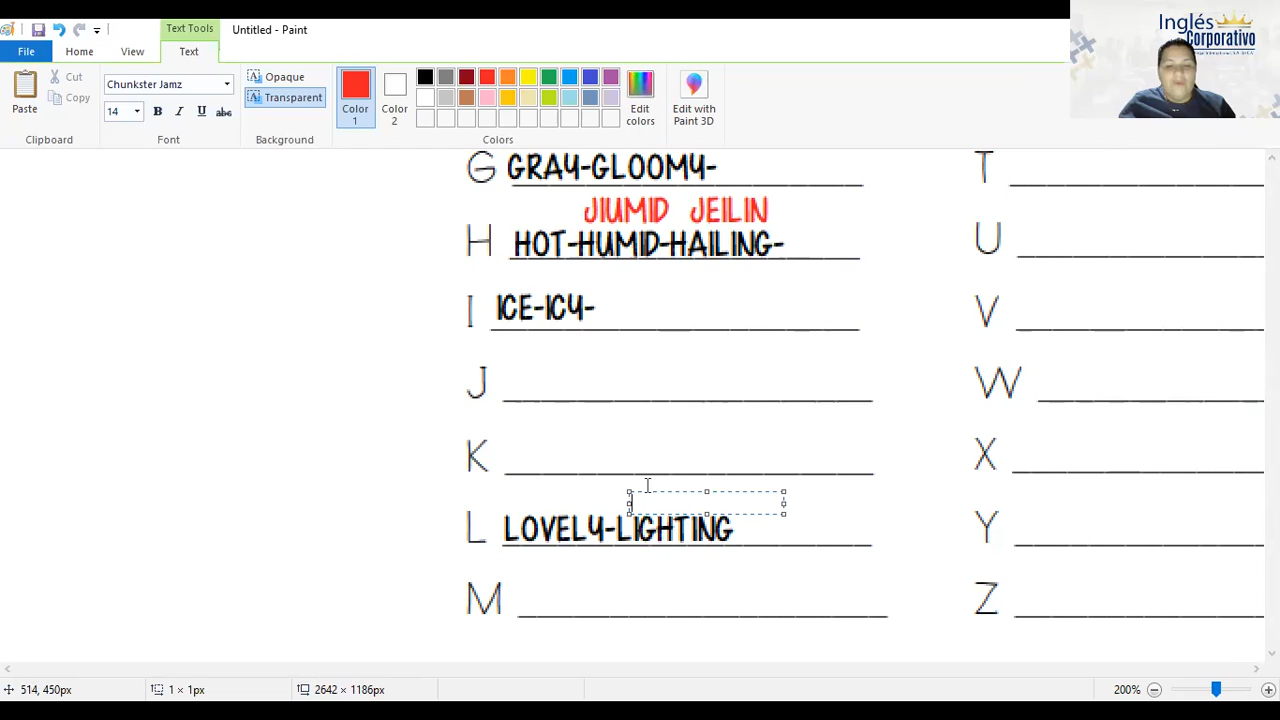 Text Tools
Untitled - Paint
Inglés
Corporativo
File Home View Text
Paste
Cut
Copy
Clipboard
Chunkster Jamz
14 B I U abc
Font
Opaque
Transparent
Background
Color 1
Color 2
Edit colors
Colors
Edit with Paint 3D
G GRAY-GLOOMY-
JIUMID JEILIN
H HOT-HUMID-HAILING-
I ICE-ICY-
J
K
L LOVELY-LIGHTING
M
T
U
V
W
X
Y
Z
514, 450px
1 × 1px
2642 × 1186px
200%